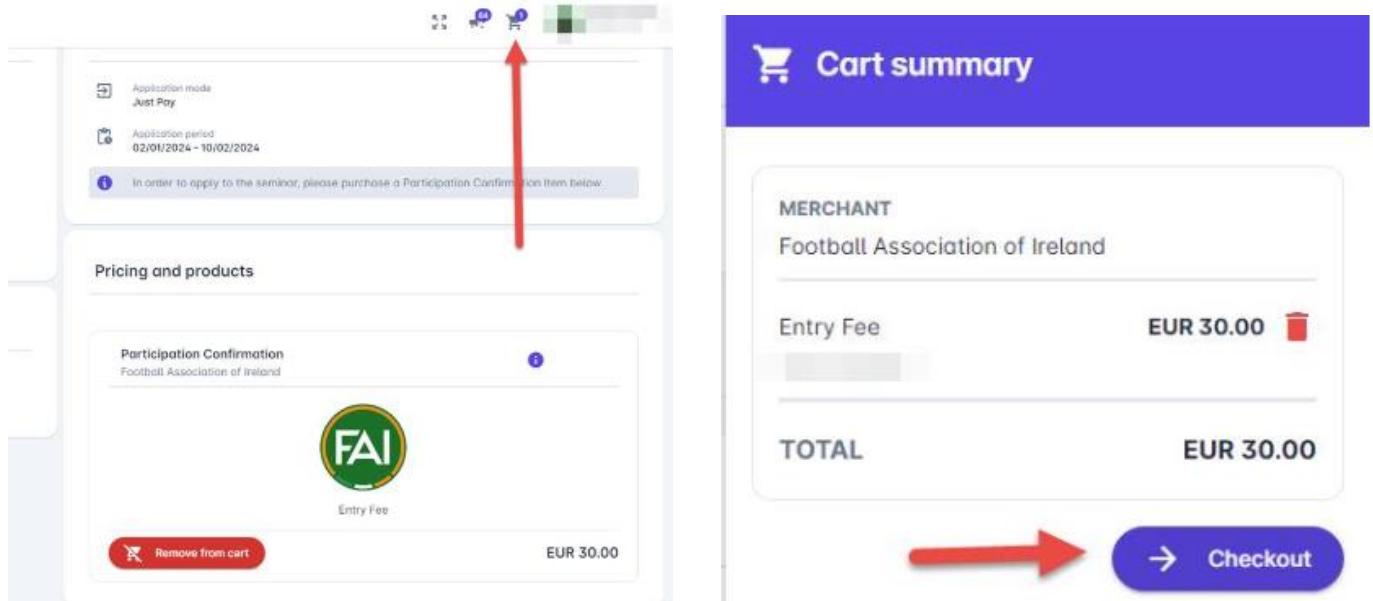 64
1
Application mode
Just Pay
Application period
02/01/2024 - 10/02/2024
In order to apply to the seminar, please purchase a Participation Confirmation item below
Pricing and products
Participation Confirmation
Football Association of Ireland
FAI
Entry Fee
Remove from cart
EUR 30.00
Cart summary
MERCHANT
Football Association of Ireland
Entry Fee
EUR 30.00
TOTAL
EUR 30.00
Checkout